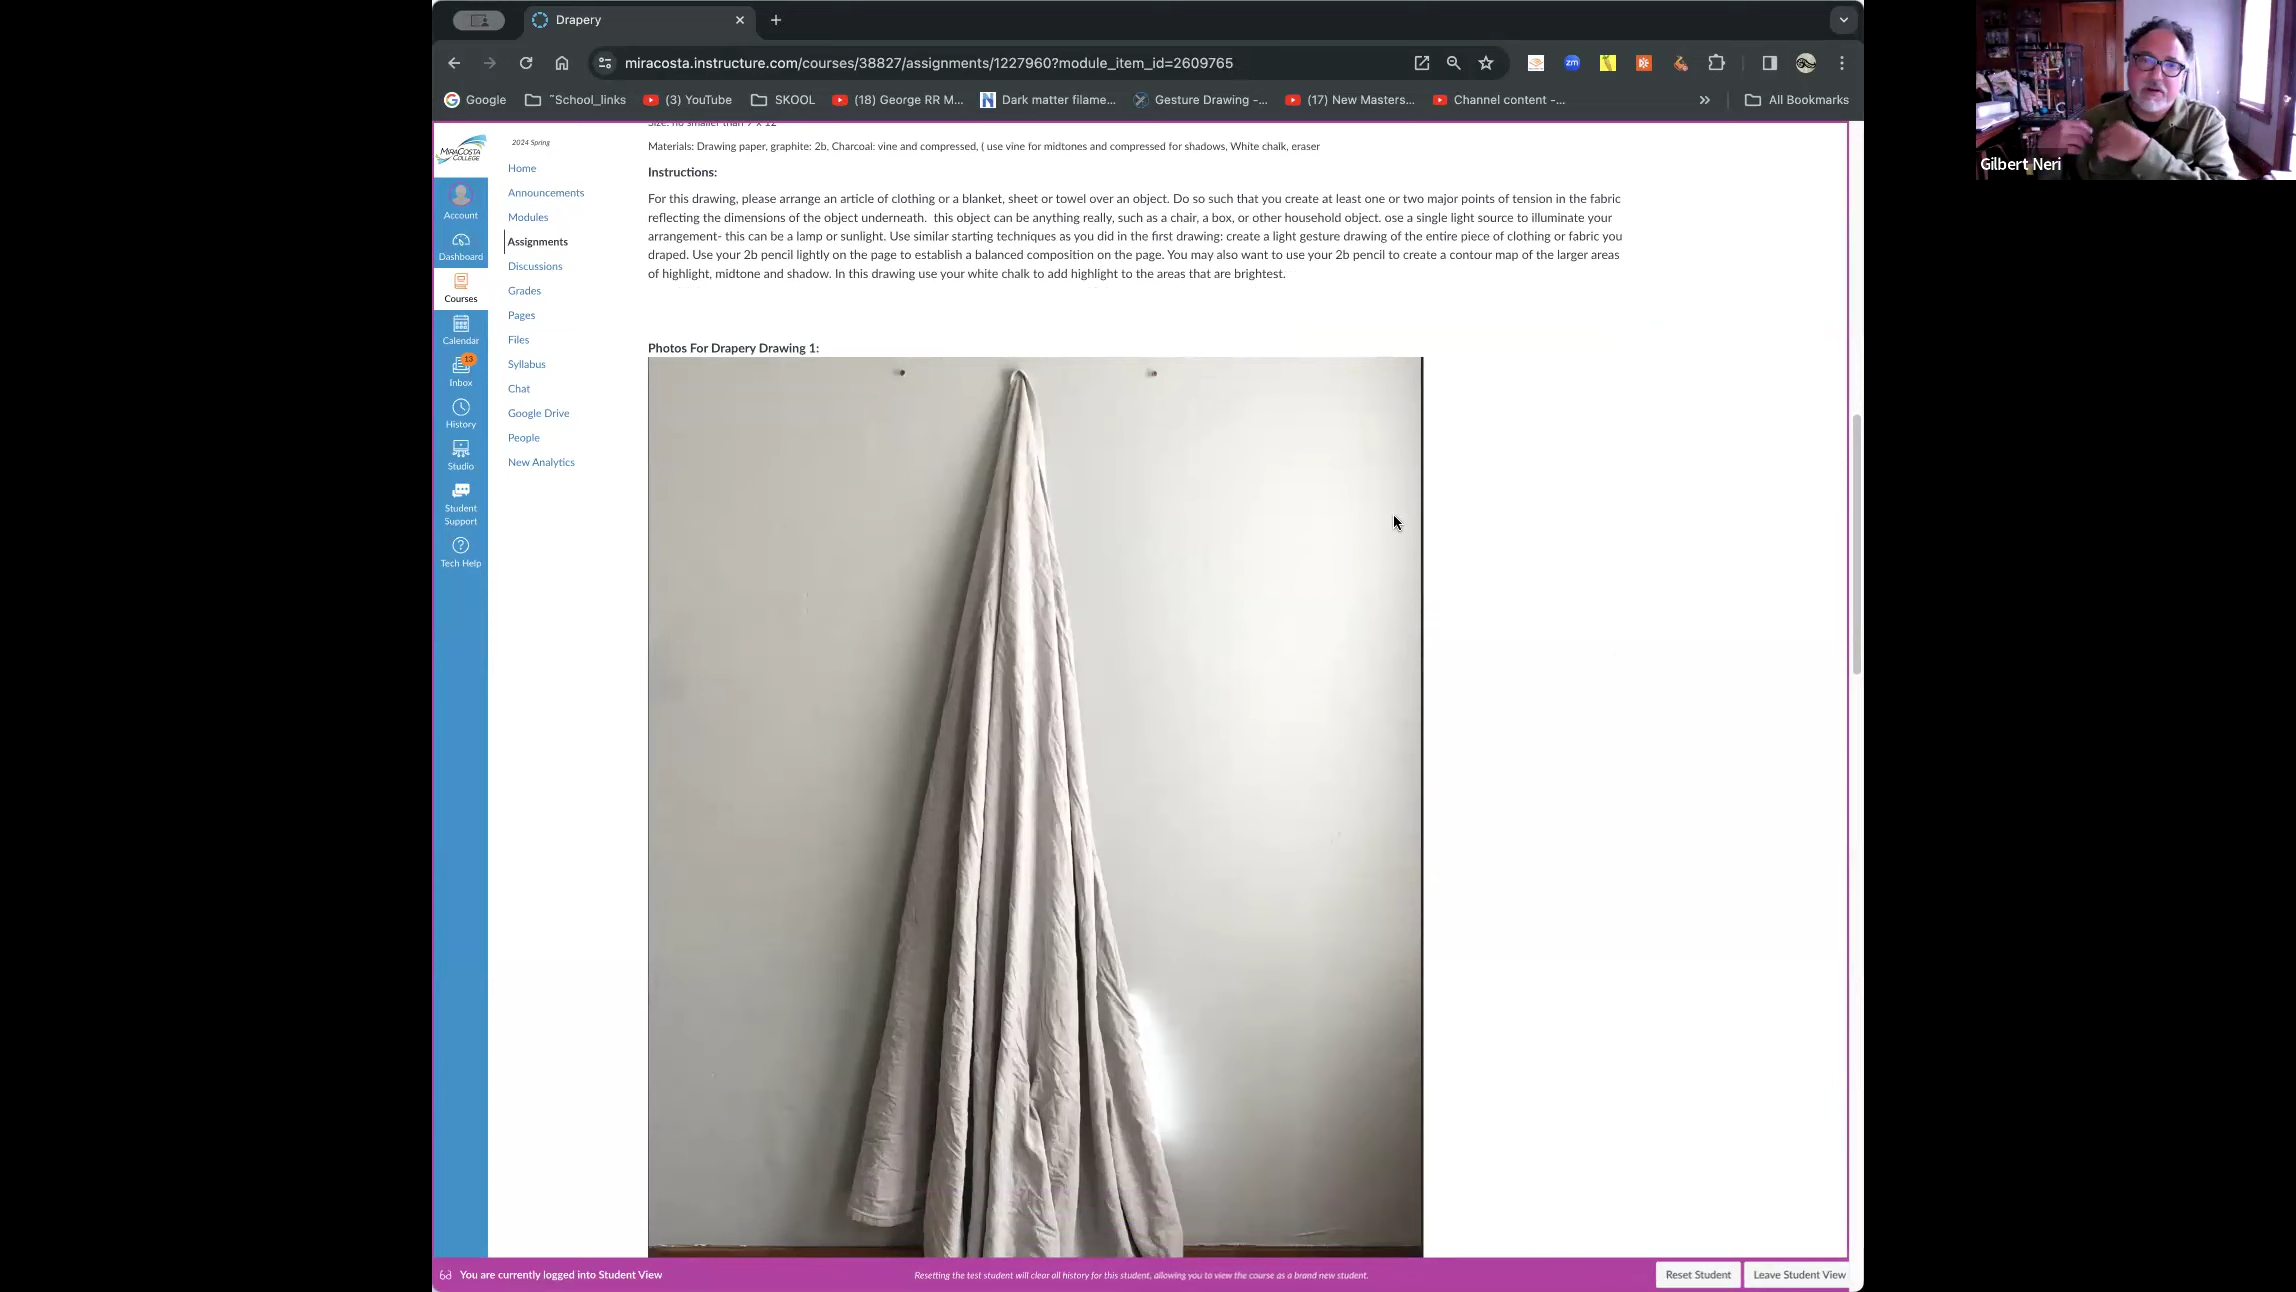 Drapery
miracosta.instructure.com/courses/38827/assignments/1227960?module_item_id=2609765
zm
Google
~School_links
(3) YouTube
SKOOL
(18) George RR M...
N
Dark matter filame...
Gesture Drawing -...
(17) New Masters...
Channel content -...
»
All Bookmarks
Gilbert Neri
MIRACOSTA
COLLEGE
Account
Dashboard
Courses
Calendar
13
Inbox
History
Studio
Student
Support
Tech Help
2024 Spring
Home
Announcements
Modules
Assignments
Discussions
Grades
Pages
Files
Syllabus
Chat
Google Drive
People
New Analytics
Size: no smaller than 9 x 12
Materials: Drawing paper, graphite: 2b, Charcoal: vine and compressed, ( use vine for midtones and compressed for shadows, White chalk, eraser
Instructions:
For this drawing, please arrange an article of clothing or a blanket, sheet or towel over an object. Do so such that you create at least one or two major points of tension in the fabric
reflecting the dimensions of the object underneath.  this object can be anything really, such as a chair, a box, or other household object. ose a single light source to illuminate your
arrangement- this can be a lamp or sunlight. Use similar starting techniques as you did in the first drawing: create a light gesture drawing of the entire piece of clothing or fabric you
draped. Use your 2b pencil lightly on the page to establish a balanced composition on the page. You may also want to use your 2b pencil to create a contour map of the larger areas
of highlight, midtone and shadow. In this drawing use your white chalk to add highlight to the areas that are brightest.
Photos For Drapery Drawing 1:
You are currently logged into Student View
Resetting the test student will clear all history for this student, allowing you to view the course as a brand new student.
Reset Student
Leave Student View